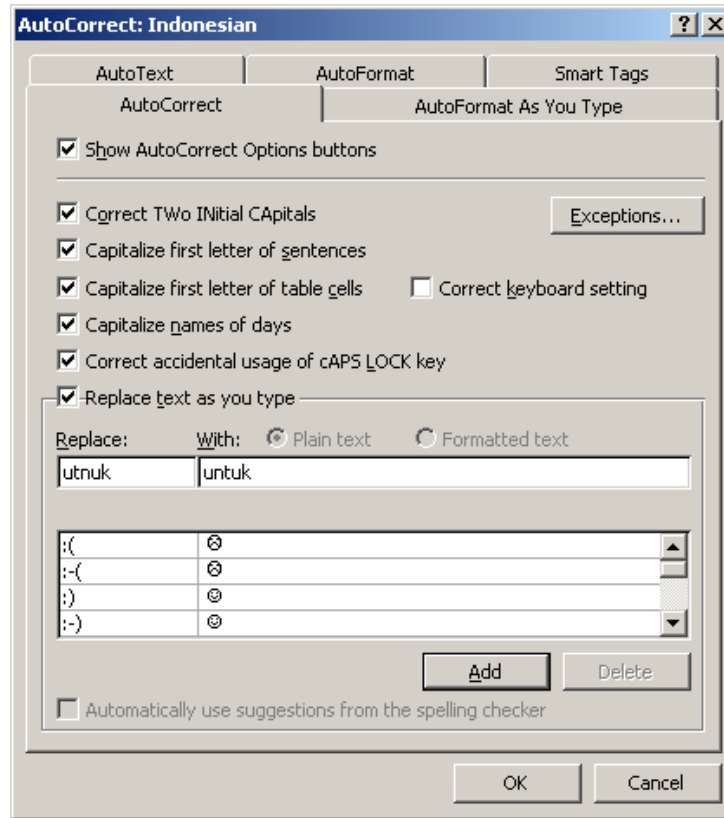 AutoCorrect: Indonesian
AutoText AutoFormat Smart Tags
AutoCorrect AutoFormat As You Type
Show AutoCorrect Options buttons
Correct TWo INitial CApitals Exceptions...
Capitalize first letter of sentences
Capitalize first letter of table cells Correct keyboard setting
Capitalize names of days
Correct accidental usage of cAPS LOCK key
Replace text as you type
Replace: With: Plain text Formatted text
utnuk untuk
:( ☹
:-( ☹
:) ☺
:-) ☺
Add Delete
Automatically use suggestions from the spelling checker
OK Cancel